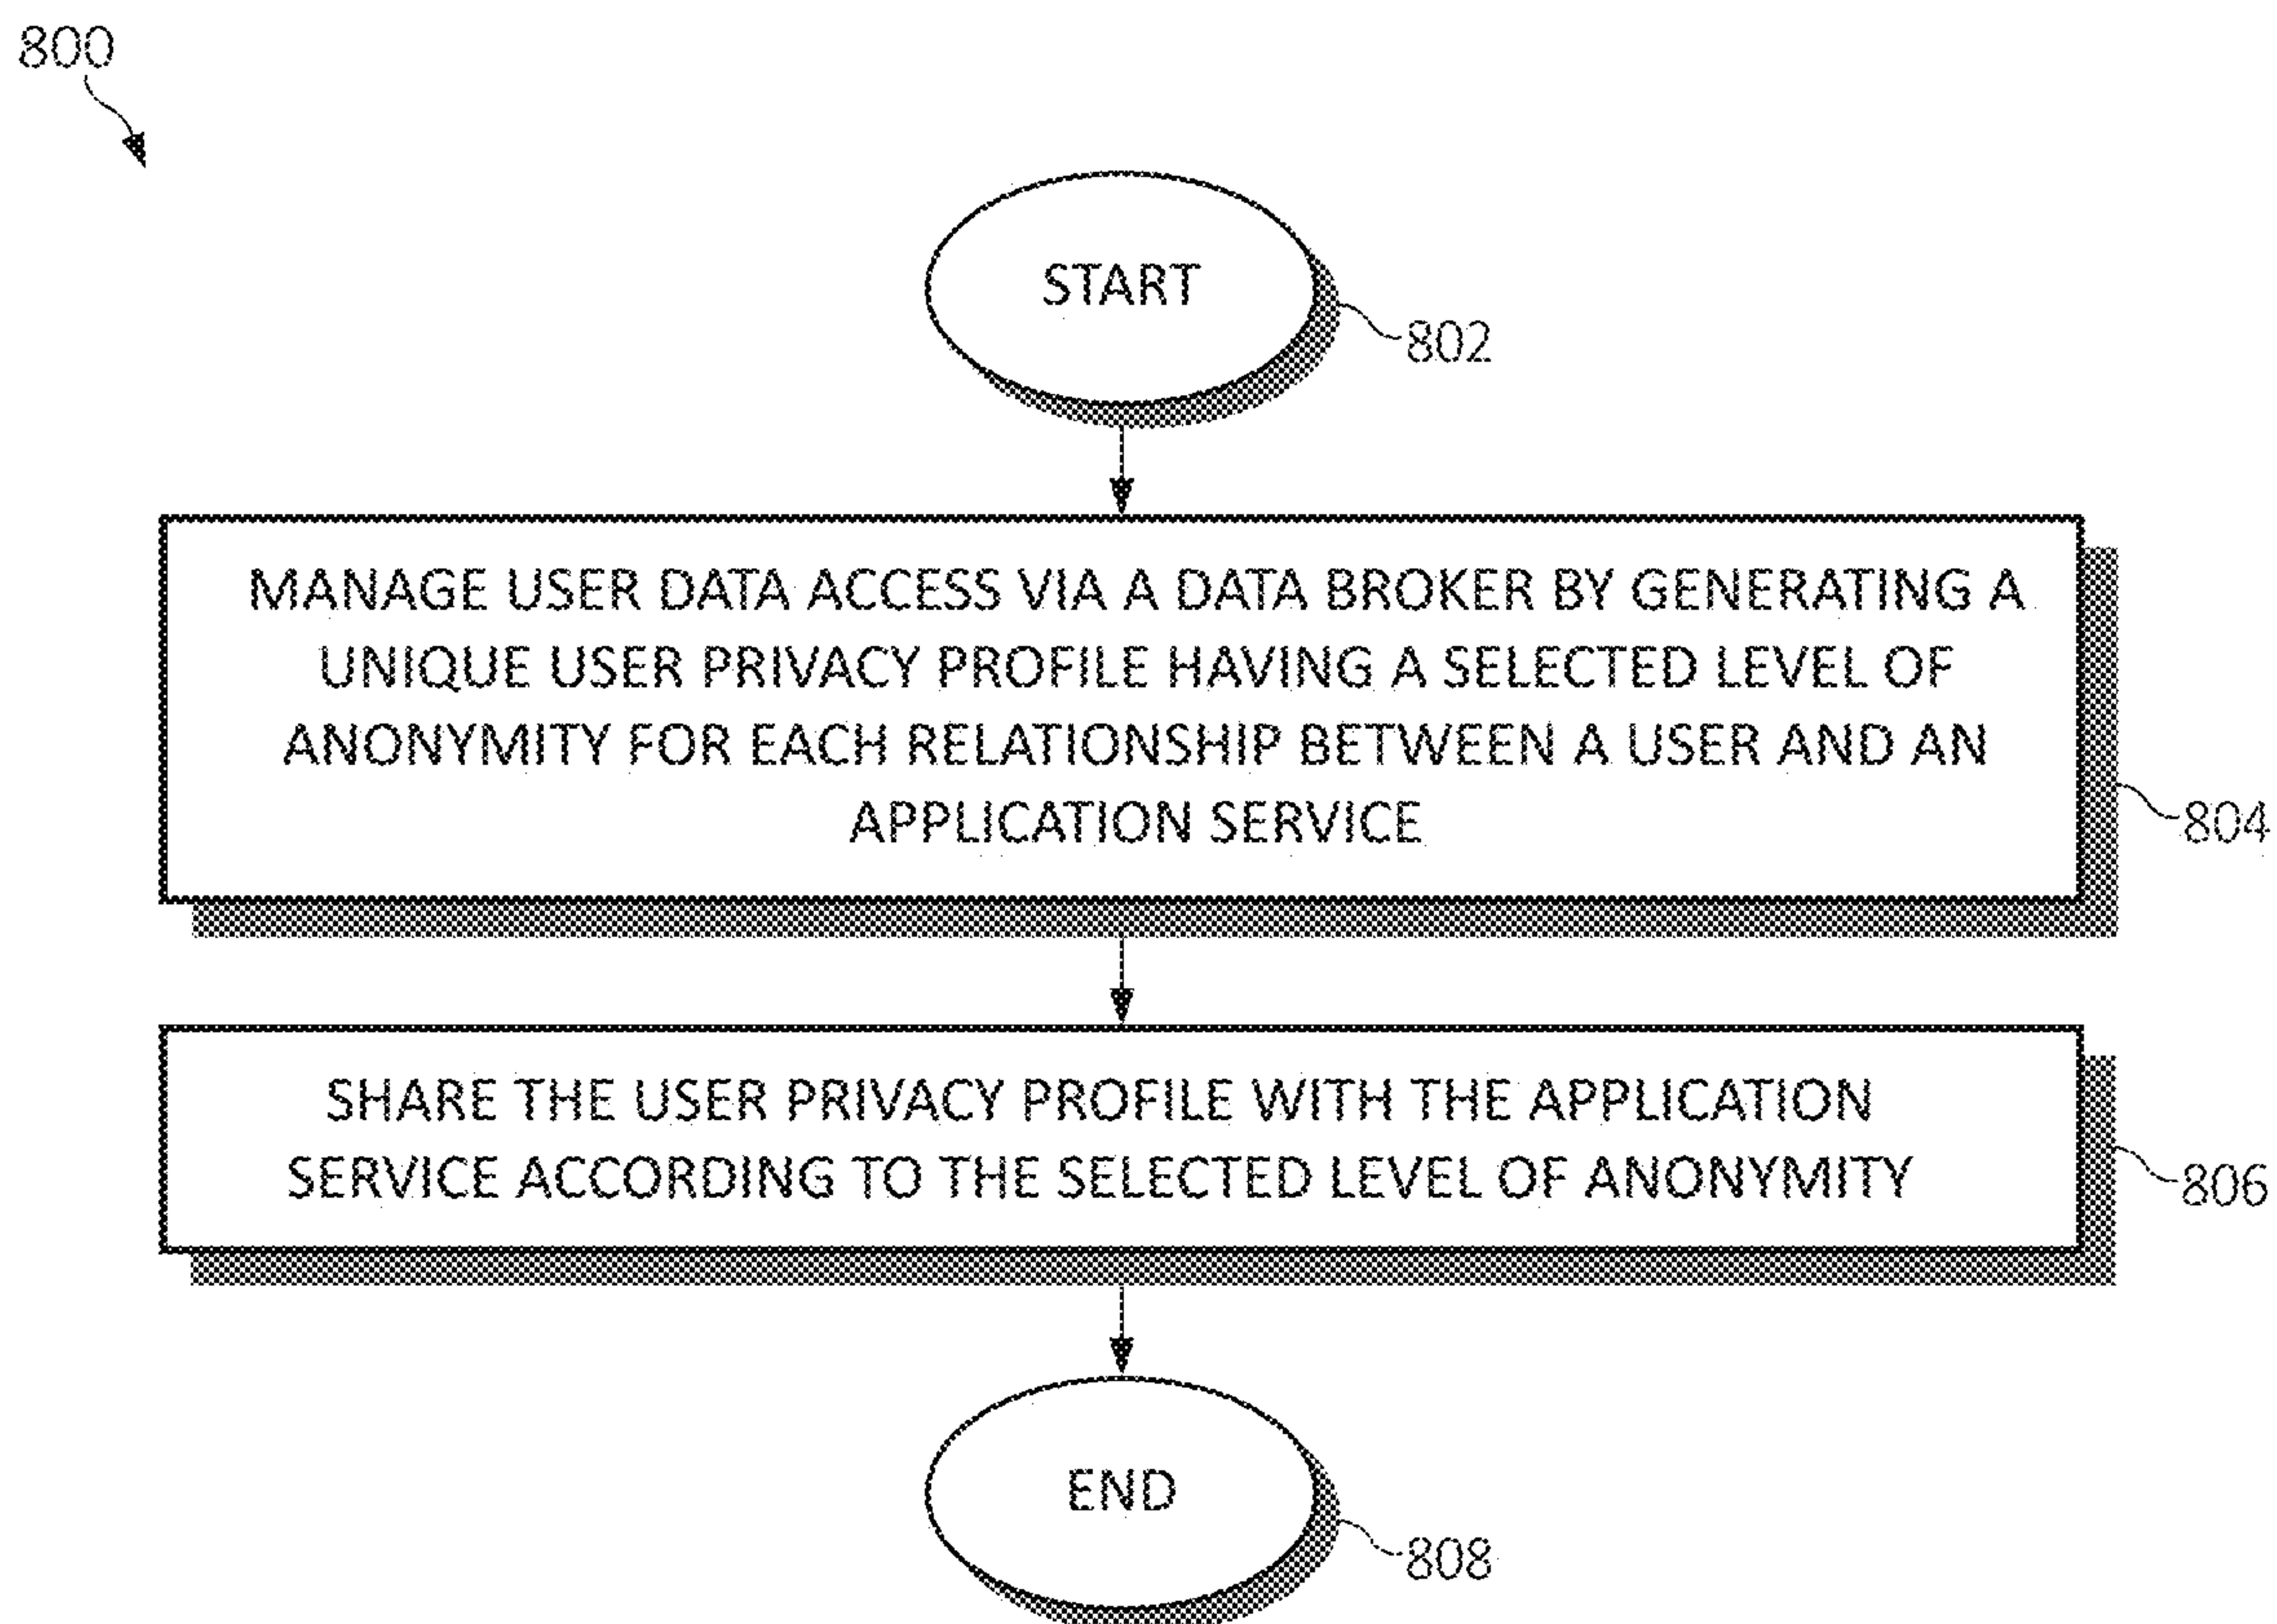 800
START
802
MANAGE USER DATA ACCESS VIA A DATA BROKER BY GENERATING A
UNIQUE USER PRIVACY PROFILE HAVING A SELECTED LEVEL OF
ANONYMITY FOR EACH RELATIONSHIP BETWEEN A USER AND AN
APPLICATION SERVICE
804
SHARE THE USER PRIVACY PROFILE WITH THE APPLICATION
SERVICE ACCORDING TO THE SELECTED LEVEL OF ANONYMITY
806
END
808